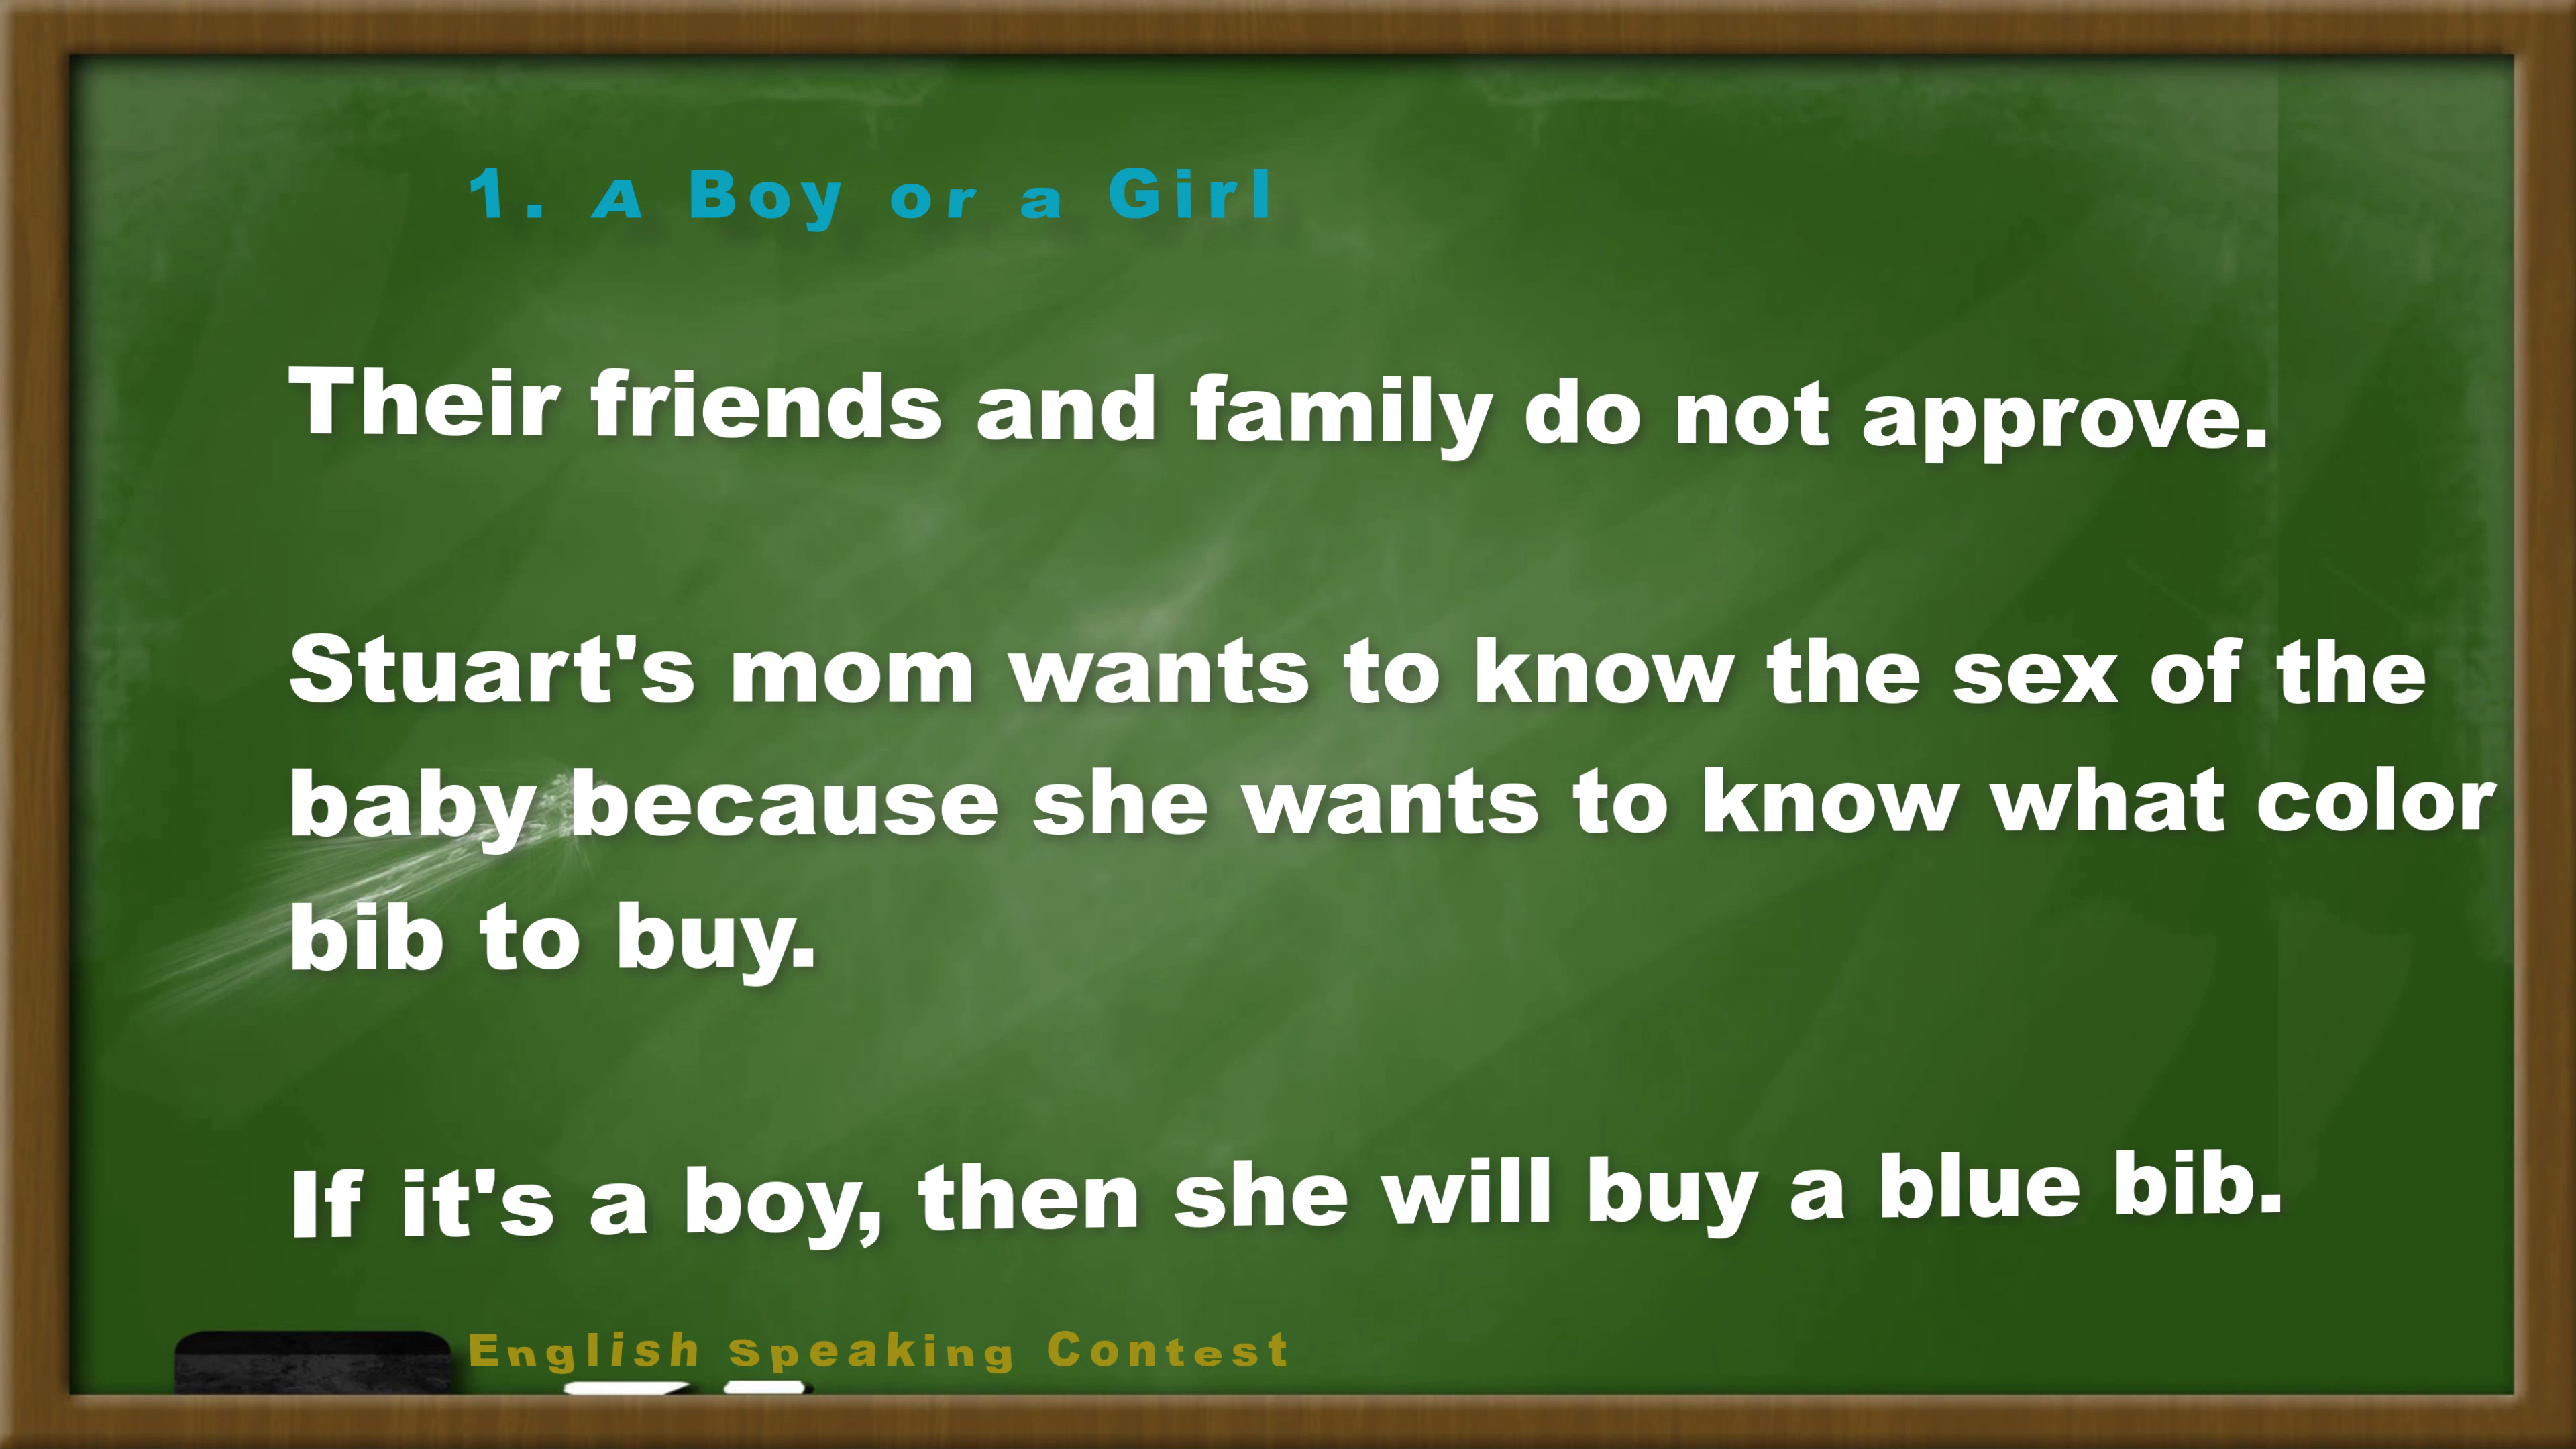 1. A Boy or a Girl
Their friends and family do not approve.
Stuart's mom wants to know the sex of the
baby because she wants to know what color
bib to buy.
If it's a boy, then she will buy a blue bib.
English Speaking Contest